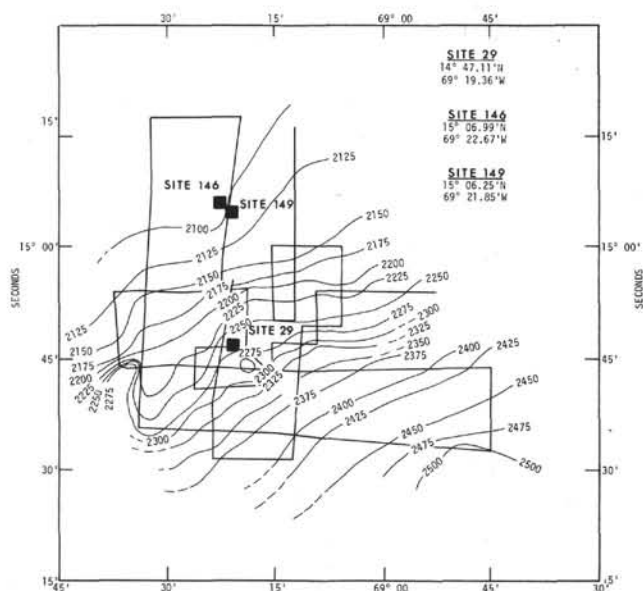 30' 15' 69° 00 45'
SITE 29
14° 47.11'N
69° 19.36'W
SITE 146
15° 06.99'N
69° 22.67'W
SITE 149
15° 06.25'N
69° 21.85'W
15' 15'
2125
SITE 146
SITE 149
2100
2150
15° 00 15° 00'
2125
2175
2150
2200
2175
2225
2250
2200
SECONDS
SECONDS
2225
2250
2275
2300
2125
SITE 29
2325
2150
2275
2350
2175
2300
2375
2400
2425
45' 45'
2200
2325
2225
2250
2275
2375
2450
2400
2300
2425
2450
2475
2475
2500
2500
30' 30'
15' 15'
45' 30' 15' 69° 00 45' 30'